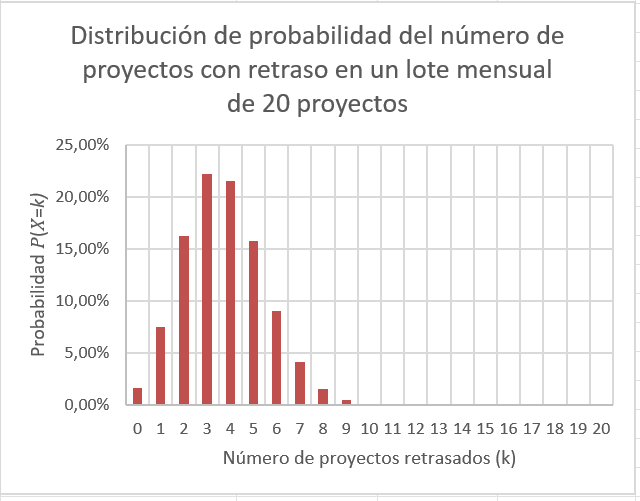 Distribución de probabilidad del número de
proyectos con retraso en un lote mensual
de 20 proyectos
25,00%
20,00%
15,00%
10,00%
5,00%
0,00%
Probabilidad P(X=k)
0 1 2 3 4 5 6 7 8 9 10 11 12 13 14 15 16 17 18 19 20
Número de proyectos retrasados (k)